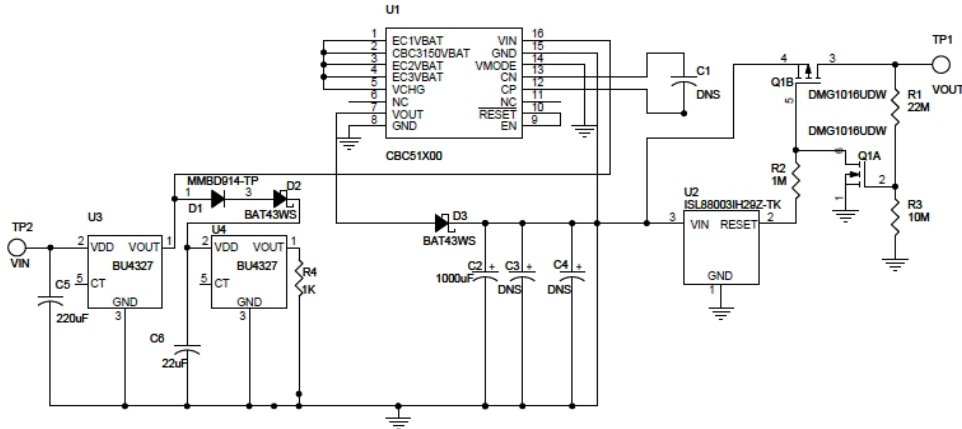 U1
1 EC1VBAT VIN 16
2 CBC3150VBAT GND 15
3 EC2VBAT VMODE 14
4 EC3VBAT CN 13
5 VCHG CP 12
6 NC NC 11
7 VOUT RESET 10
8 GND EN 9
CBC51X00
C1
DNS
4 3
Q1B
5
DMG1016UDW
TP1
VOUT
R1
22M
DMG1016UDW
6
Q1A
2
1
R2
1M
R3
10M
U2
ISL88003IH29Z-TK
3 VIN RESET 2
GND
1
MMBD914-TP
1 3
D1
D2
BAT43WS
D3
BAT43WS
TP2
VIN
U3
2 VDD VOUT 1
BU4327
5 CT
GND
3
C5
220uF
U4
2 VDD VOUT 1
BU4327
5 CT
GND
3
C6
22uF
R4
1K
C2 +
1000uF
C3 +
DNS
C4 +
DNS